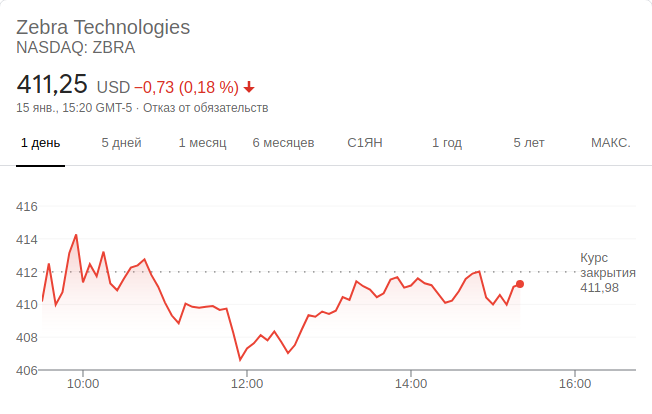 Zebra Technologies
NASDAQ: ZBRA
411,25 USD −0,73 (0,18 %)
15 янв., 15:20 GMT-5 · Отказ от обязательств
1 день 5 дней 1 месяц 6 месяцев С1ЯН 1 год 5 лет МАКС.
416
414
412
410
408
406
Курс
закрытия
411,98
10:00 12:00 14:00 16:00